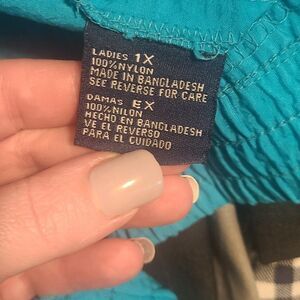 LADIES 1X
100% NYLON
MADE IN BANGLADESH
SEE REVERSE FOR CARE
DAMAS EX
100% NILON
HECHO EN BANGLADESH
VE EL REVERSO
PARA EL CUIDADO